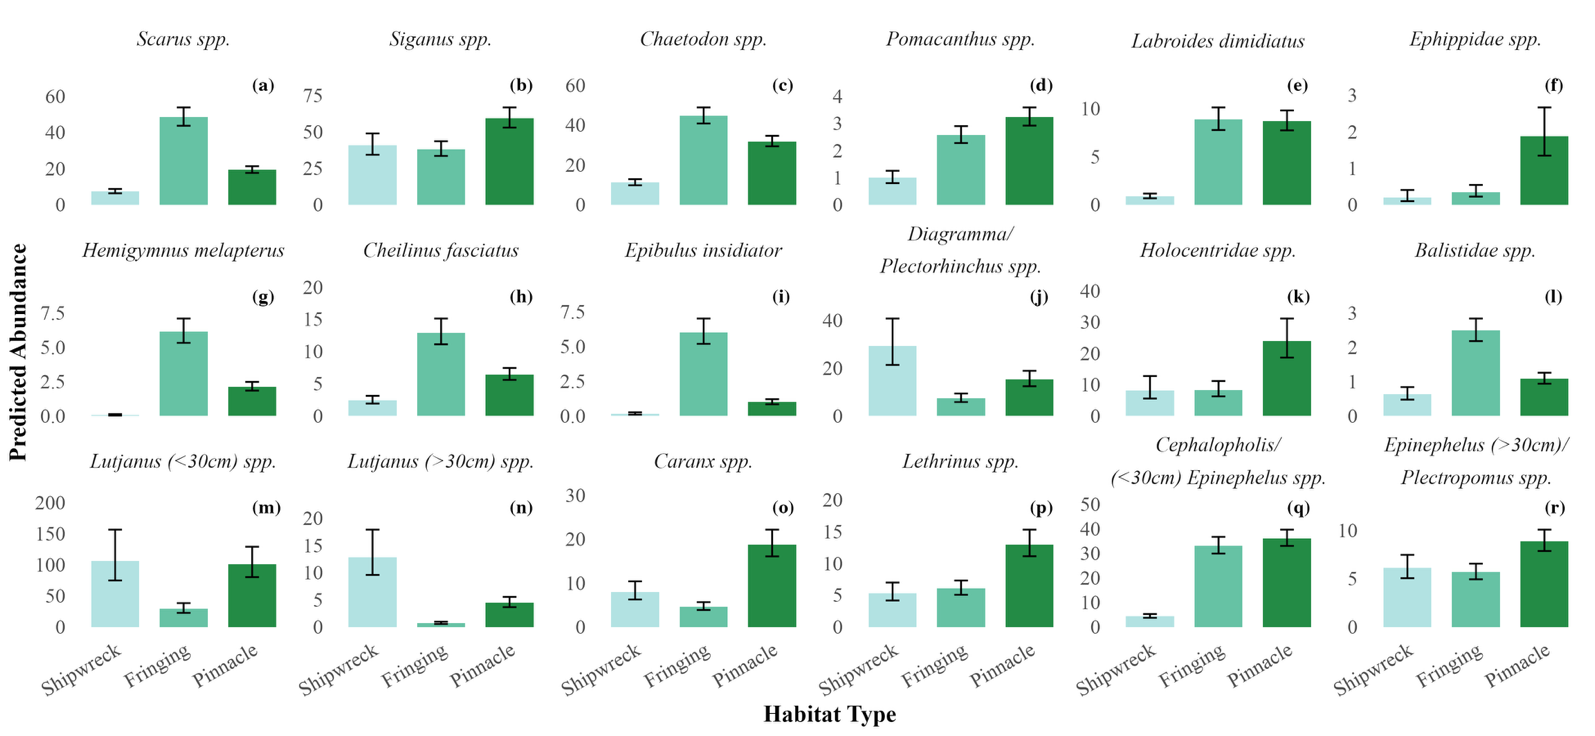 Scarus spp.
Siganus spp.
Chaetodon spp.
Pomacanthus spp.
Labroides dimidiatus
Ephippidae spp.
(a)
(b)
(c)
(d)
(e)
(f)
60
40
20
0
75
50
25
0
60
40
20
0
4
3
2
1
0
10
5
0
3
2
1
0
Predicted Abundance
Hemigymnus melapterus
Cheilinus fasciatus
Epibulus insidiator
Diagramma/
Plectorhinchus spp.
Holocentridae spp.
Balistidae spp.
(g)
(h)
(i)
(j)
(k)
(l)
7.5
5.0
2.5
0.0
20
15
10
5
0
7.5
5.0
2.5
0.0
40
20
0
40
30
20
10
0
3
2
1
0
Lutjanus (<30cm) spp.
Lutjanus (>30cm) spp.
Caranx spp.
Lethrinus spp.
Cephalopholis/
(<30cm) Epinephelus spp.
Epinephelus (>30cm)/
Plectropomus spp.
(m)
(n)
(o)
(p)
(q)
(r)
200
150
100
50
0
20
15
10
5
0
30
20
10
0
20
15
10
5
0
50
40
30
20
10
0
10
5
0
Shipwreck
Fringing
Pinnacle
Shipwreck
Fringing
Pinnacle
Shipwreck
Fringing
Pinnacle
Shipwreck
Fringing
Pinnacle
Shipwreck
Fringing
Pinnacle
Shipwreck
Fringing
Pinnacle
Habitat Type